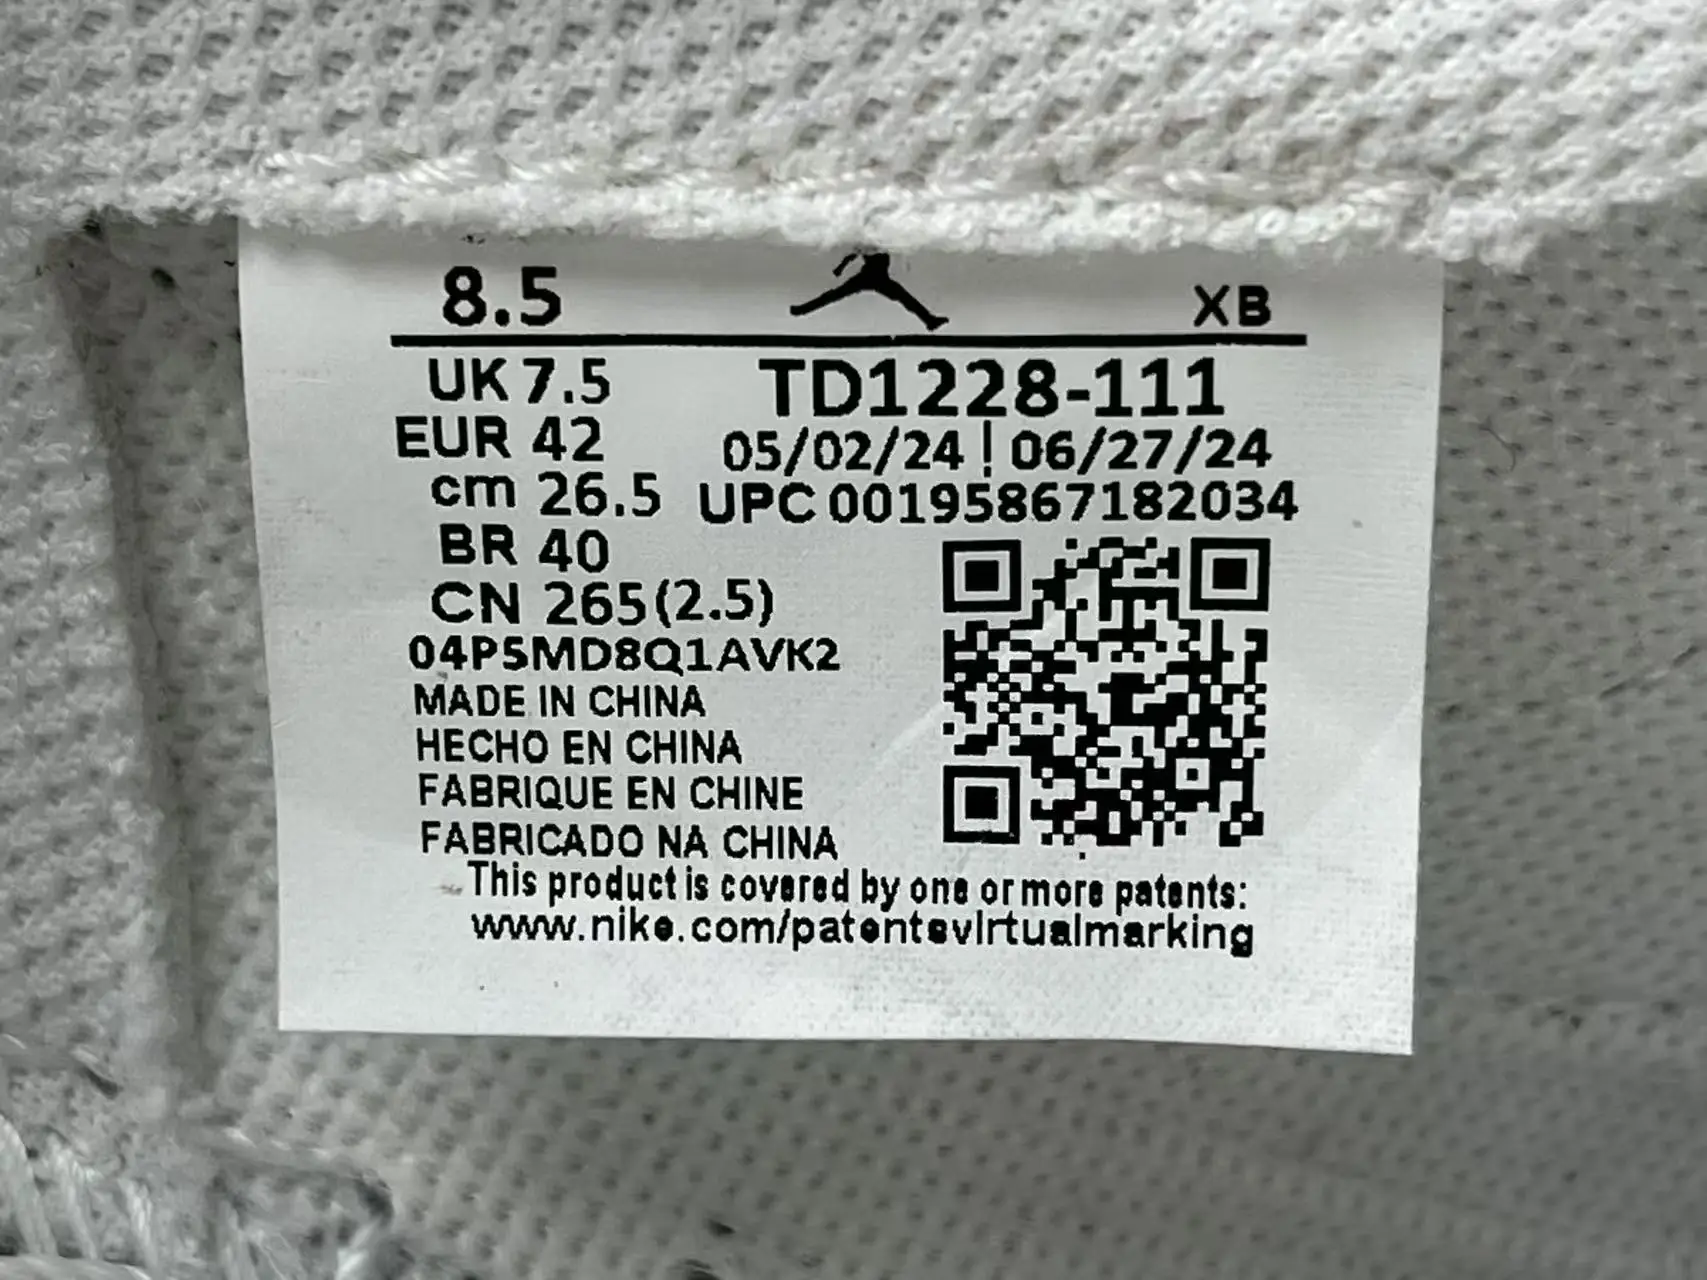 8.5 XB
UK 7.5 TD1228-111
EUR 42 05/02/24 | 06/27/24
cm 26.5 UPC 00195867182034
BR 40
CN 265(2.5)
04P5MD8Q1AVK2
MADE IN CHINA
HECHO EN CHINA
FABRIQUE EN CHINE
FABRICADO NA CHINA
This product is covered by one or more patents:
www.nike.com/patentsvirtualmarking